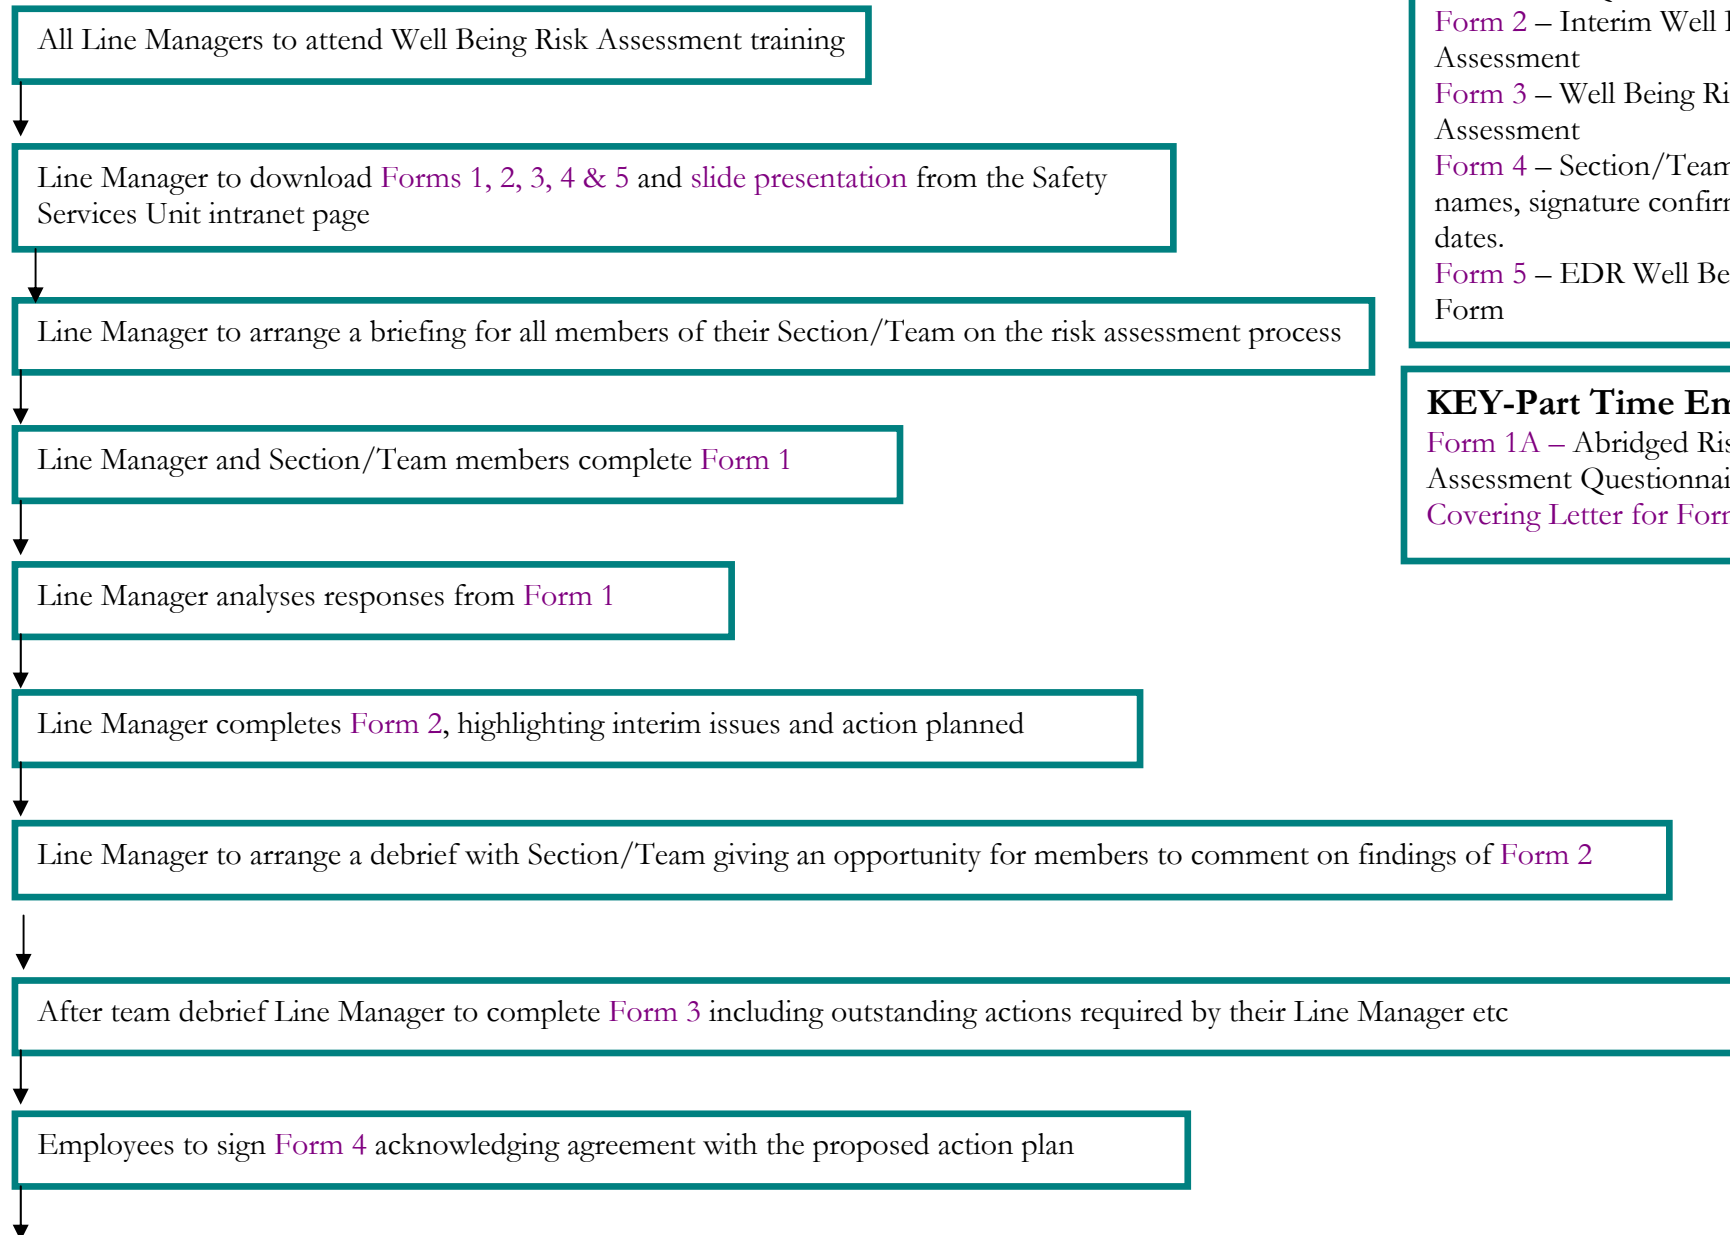 All Line Managers to attend Well Being Risk Assessment training
Line Manager to download Forms 1, 2, 3, 4 & 5 and slide presentation from the Safety
Services Unit intranet page
Line Manager to arrange a briefing for all members of their Section/Team on the risk assessment process
Line Manager and Section/Team members complete Form 1
Line Manager analyses responses from Form 1
Line Manager completes Form 2, highlighting interim issues and action planned
Line Manager to arrange a debrief with Section/Team giving an opportunity for members to comment on findings of Form 2
After team debrief Line Manager to complete Form 3 including outstanding actions required by their Line Manager etc
Employees to sign Form 4 acknowledging agreement with the proposed action plan
Form 2 – Interim Well
Assessment
Form 3 – Well Being
Assessment
Form 4 – Section/Team
names, signature
dates.
Form 5 – EDR Well
Form
KEY-Part Time
Form 1A – Abridged
Assessment
Covering Letter for